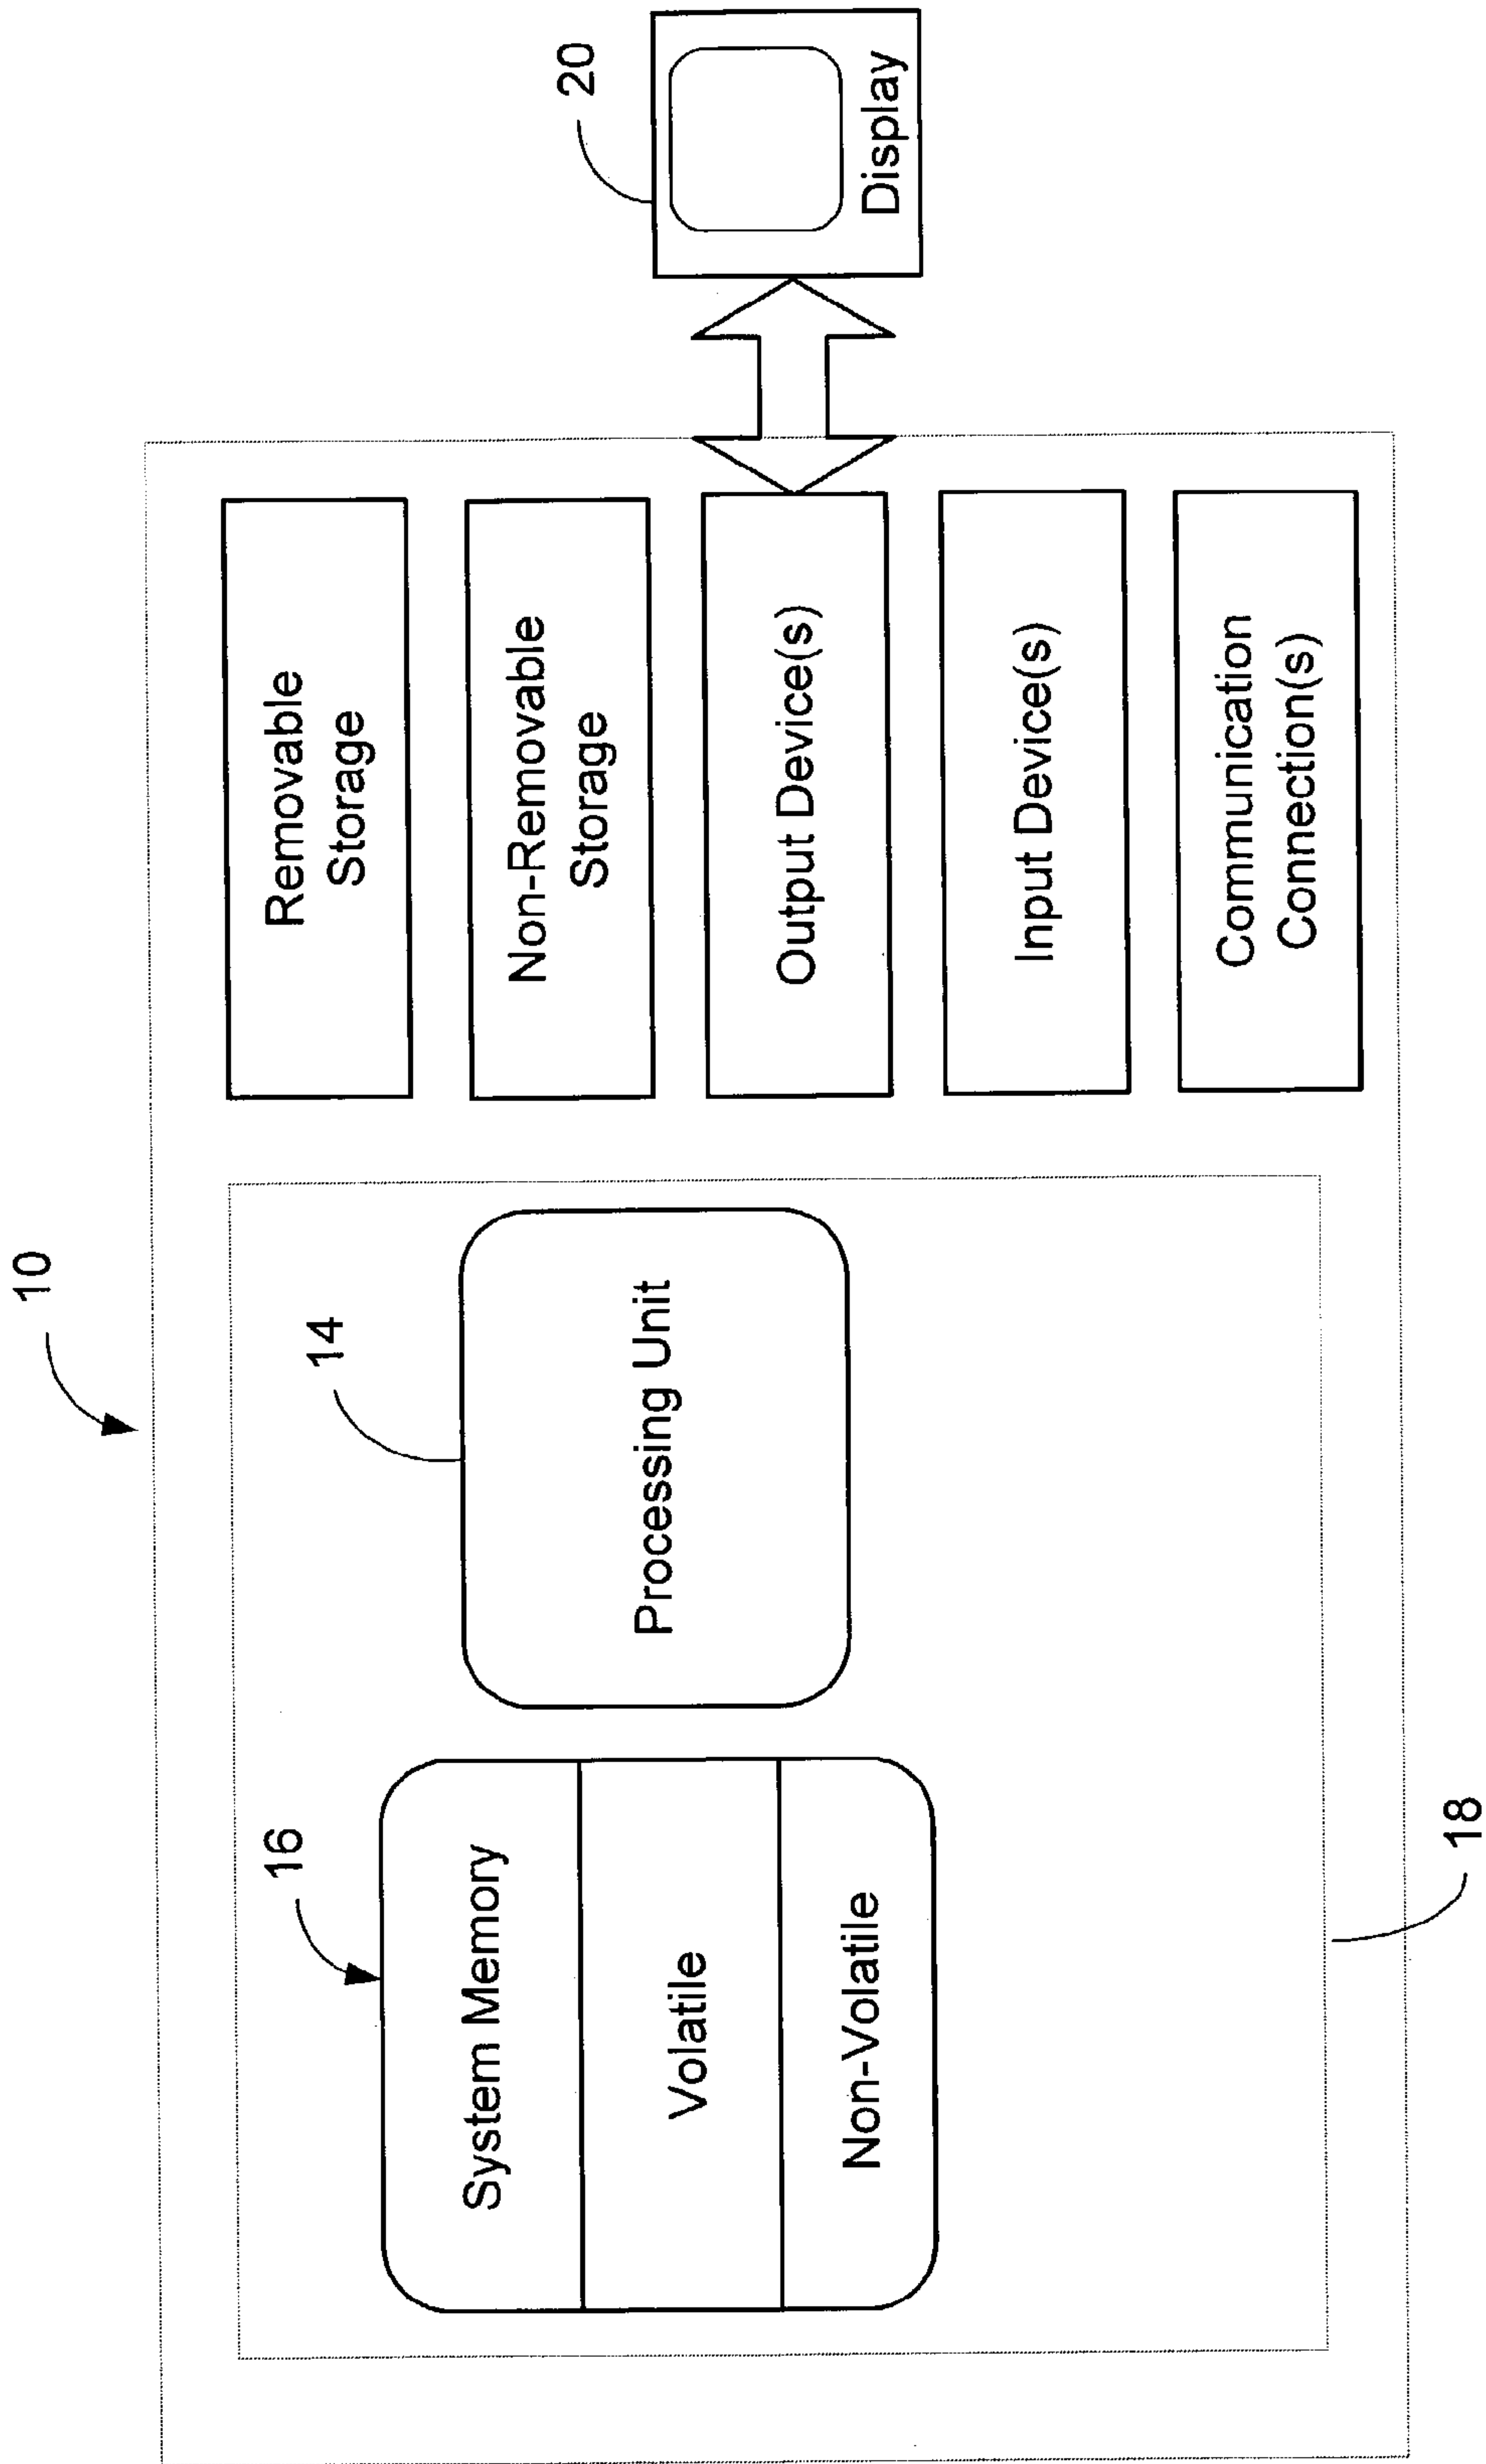 10
16
System Memory
Volatile
Non-Volatile
14
Processing Unit
18
Removable
Storage
Non-Removable
Storage
Output Device(s)
Input Device(s)
Communication
Connection(s)
20
Display